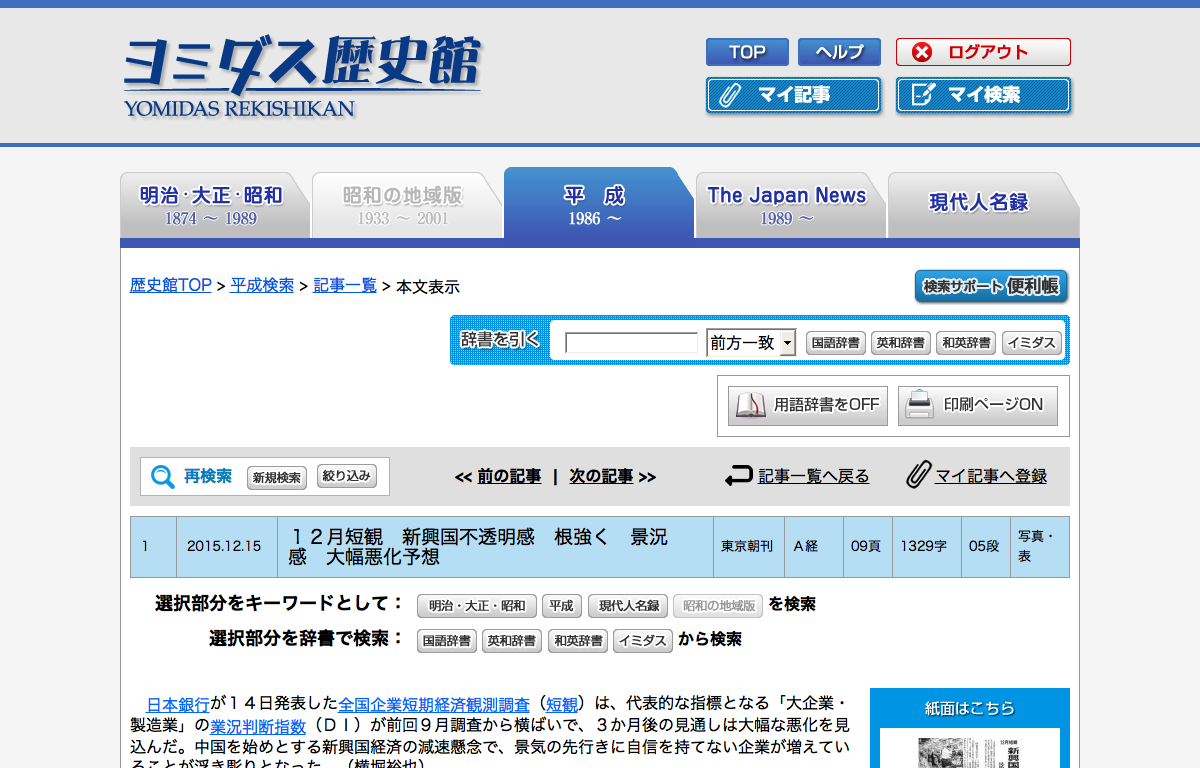 ヨミダス歴史館
YOMIDAS REKISHIKAN
TOP ヘルプ ログアウト
マイ記事 マイ検索
明治・大正・昭和 昭和の地域版 平 成 The Japan News 現代人名録
1874 ～ 1989 1933 ～ 2001 1986 ～ 1989 ～
歴史館TOP > 平成検索 > 記事一覧 > 本文表示
検索サポート 便利帳
辞書を引く 前方一致 国語辞書 英和辞書 和英辞書 イミダス
用語辞書をOFF 印刷ページON
再検索 新規検索 絞り込み << 前の記事 | 次の記事 >> 記事一覧へ戻る マイ記事へ登録
1 2015.12.15 １２月短観　新興国不透明感　根強く　景況
感　大幅悪化予想 東京朝刊 Ａ経 09頁 1329字 05段 写真・
表
選択部分をキーワードとして： 明治・大正・昭和 平成 現代人名録 昭和の地域版 を検索
選択部分を辞書で検索： 国語辞書 英和辞書 和英辞書 イミダス から検索
日本銀行が１４日発表した全国企業短期経済観測調査（短観）は、代表的な指標となる「大企業・
製造業」の業況判断指数（ＤＩ）が前回９月調査から横ばいで、３か月後の見通しは大幅な悪化を見
込んだ。中国を始めとする新興国経済の減速懸念で、景気の先行きに自信を持てない企業が増えてい
ることが浮き彫りとなった。（横堀裕也）
紙面はこちら